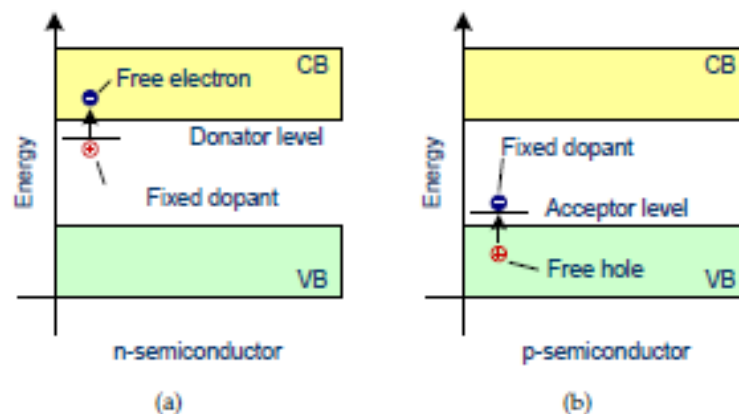 CB
Free electron
Donator level
Fixed dopant
VB
Energy
n-semiconductor
(a)
CB
Fixed dopant
Acceptor level
Free hole
VB
Energy
p-semiconductor
(b)